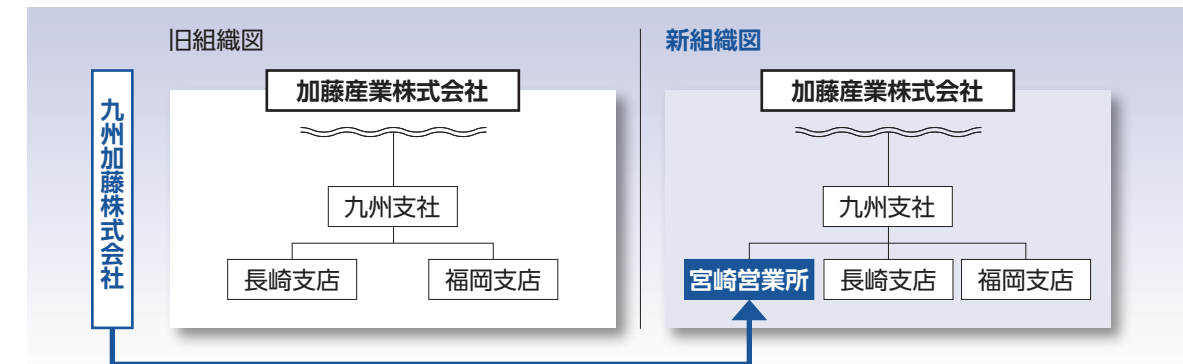 旧組織図
新組織図
九州加藤株式会社
加藤産業株式会社
九州支社
長崎支店
福岡支店
加藤産業株式会社
九州支社
宮崎営業所
長崎支店
福岡支店